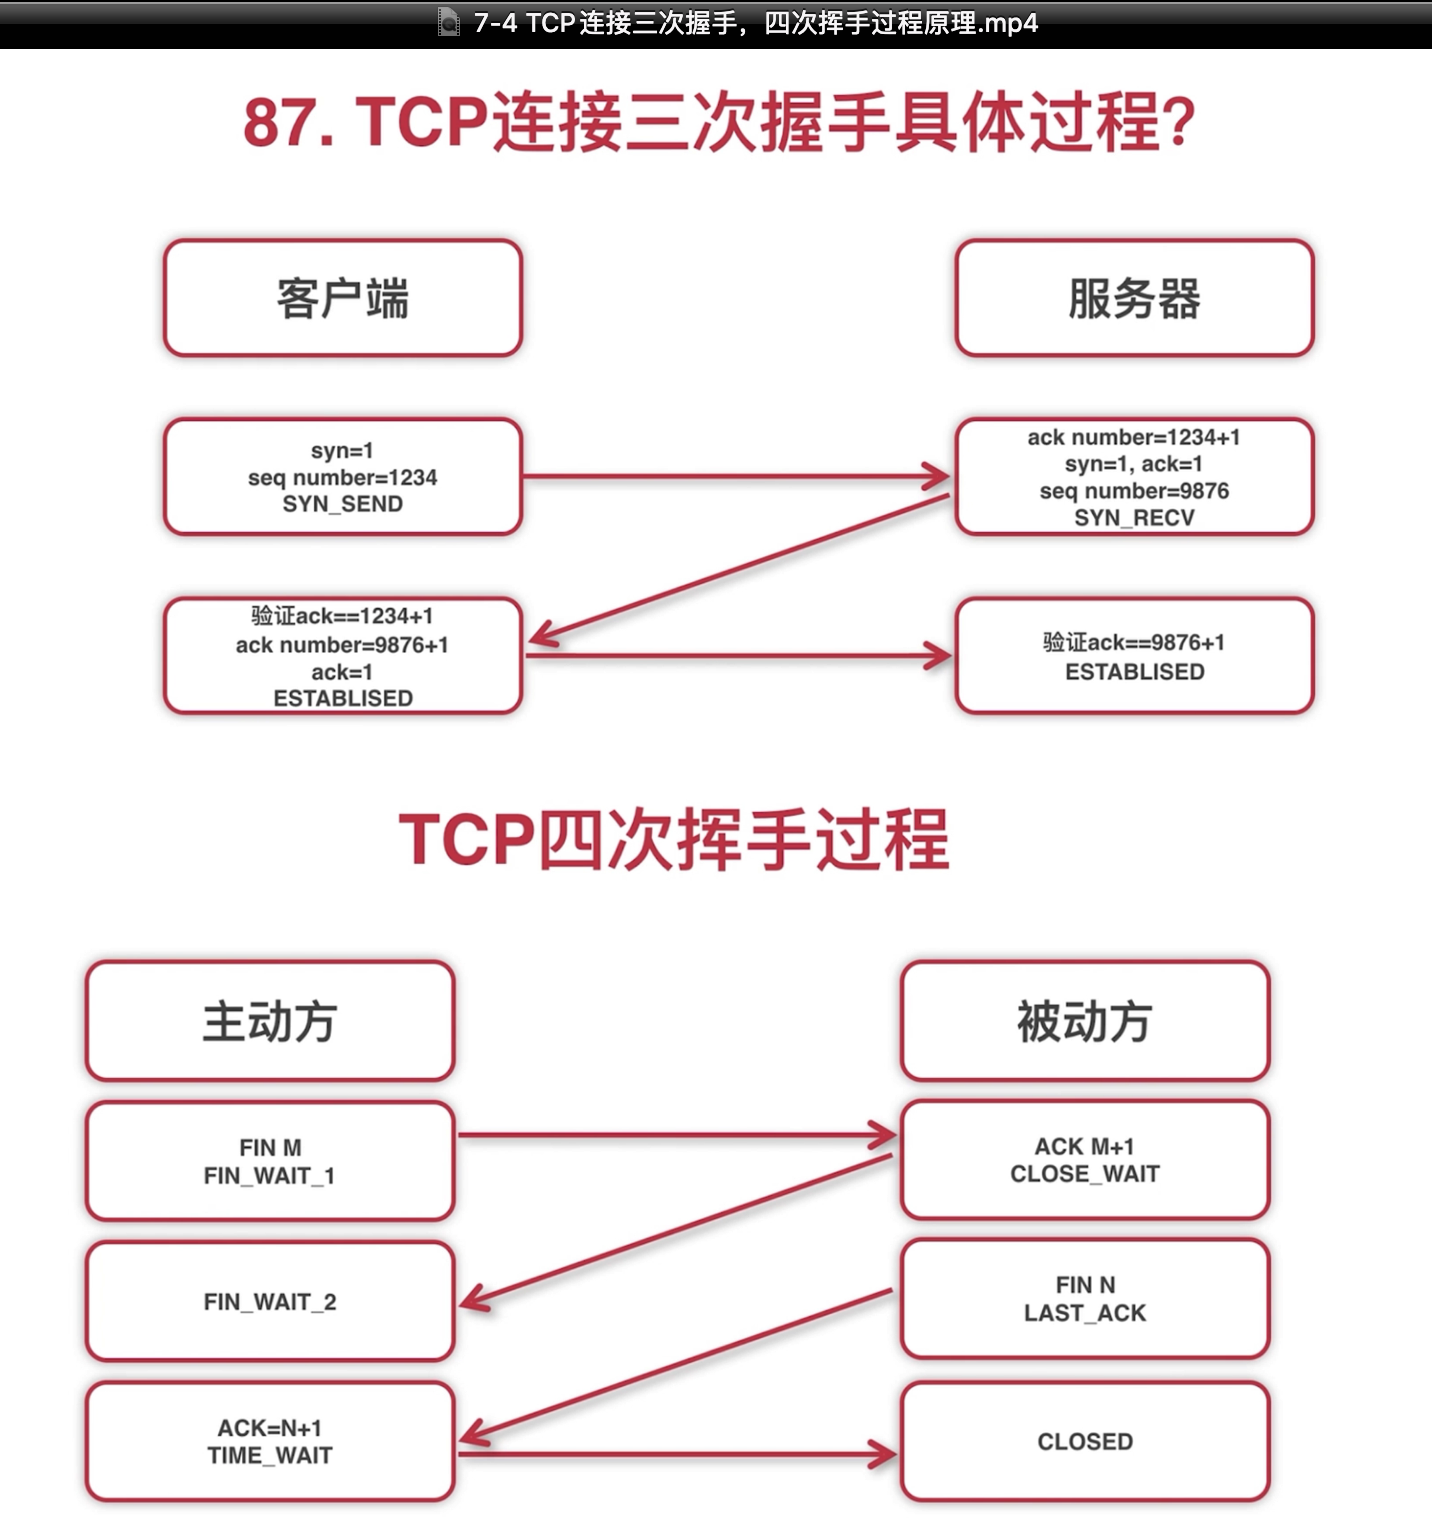 7-4 TCP连接三次握手，四次挥手过程原理.mp4
87. TCP连接三次握手具体过程?
客户端
服务器
syn=1
seq number=1234
SYN_SEND
ack number=1234+1
syn=1, ack=1
seq number=9876
SYN_RECV
验证ack==1234+1
ack number=9876+1
ack=1
ESTABLISED
验证ack==9876+1
ESTABLISED
TCP四次挥手过程
主动方
被动方
FIN M
FIN_WAIT_1
ACK M+1
CLOSE_WAIT
FIN_WAIT_2
FIN N
LAST_ACK
ACK=N+1
TIME_WAIT
CLOSED